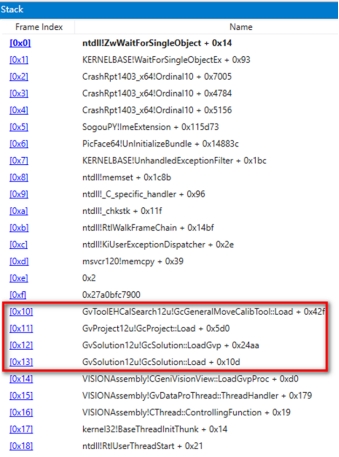 Stack
Frame Index Name
[0x0] ntdll!ZwWaitForSingleObject + 0x14
[0x1] KERNELBASE!WaitForSingleObjectEx + 0x93
[0x2] CrashRpt1403_x64!Ordinal10 + 0x7005
[0x3] CrashRpt1403_x64!Ordinal10 + 0x4784
[0x4] CrashRpt1403_x64!Ordinal10 + 0x5156
[0x5] SogouPY!ImeExtension + 0x115d73
[0x6] PicFace64!UnInitializeBundle + 0x14883c
[0x7] KERNELBASE!UnhandledExceptionFilter + 0x1bc
[0x8] ntdll!memset + 0x1c8b
[0x9] ntdll!_C_specific_handler + 0x96
[0xa] ntdll!_chkstk + 0x11f
[0xb] ntdll!RtlWalkFrameChain + 0x14bf
[0xc] ntdll!KiUserExceptionDispatcher + 0x2e
[0xd] msvcr120!memcpy + 0x39
[0xe] 0x2
[0xf] 0x27a0bfc7900
[0x10] GvToolEHCalSearch12u!GcGeneralMoveCalibTool::Load + 0x42f
[0x11] GvProject12u!GcProject::Load + 0x5d0
[0x12] GvSolution12u!GcSolution::LoadGvp + 0x24aa
[0x13] GvSolution12u!GcSolution::Load + 0x10d
[0x14] VISIONAssembly!CGeniVisionView::LoadGvpProc + 0xd0
[0x15] VISIONAssembly!GvDataProThread::ThreadHandler + 0x179
[0x16] VISIONAssembly!CThread::ControllingFunction + 0x19
[0x17] kernel32!BaseThreadInitThunk + 0x14
[0x18] ntdll!RtlUserThreadStart + 0x21